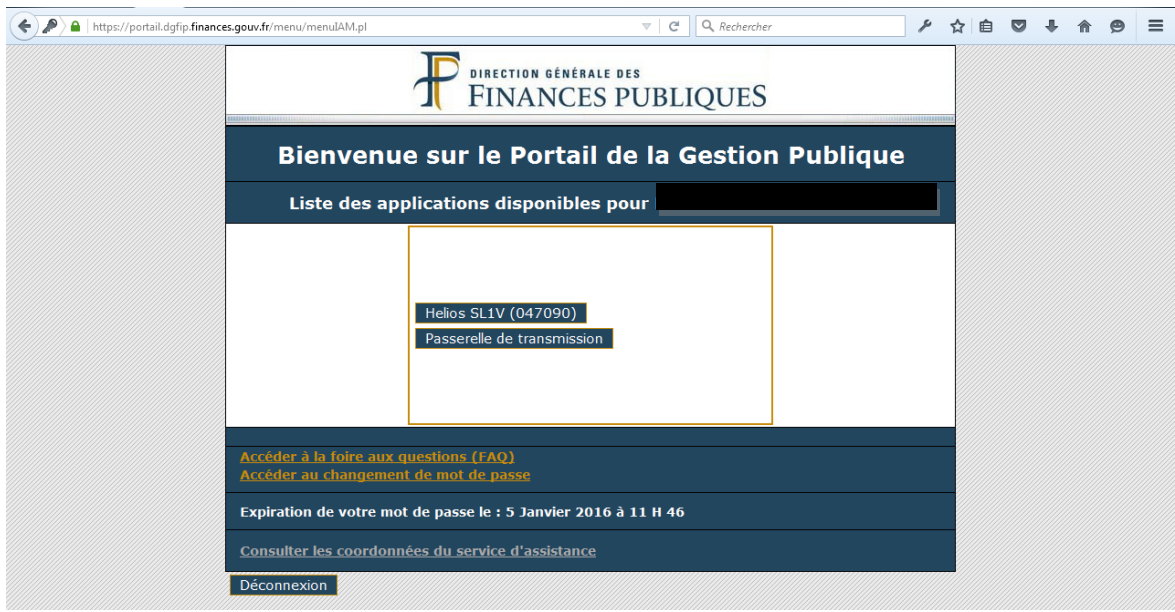 https://portail.dgfip.finances.gouv.fr/menu/menuIAM.pl
Rechercher
DIRECTION GÉNÉRALE DES
FINANCES PUBLIQUES
Bienvenue sur le Portail de la Gestion Publique
Liste des applications disponibles pour
Helios SL1V (047090)
Passerelle de transmission
Accéder à la foire aux questions (FAQ)
Accéder au changement de mot de passe
Expiration de votre mot de passe le : 5 Janvier 2016 à 11 H 46
Consulter les coordonnées du service d'assistance
Déconnexion